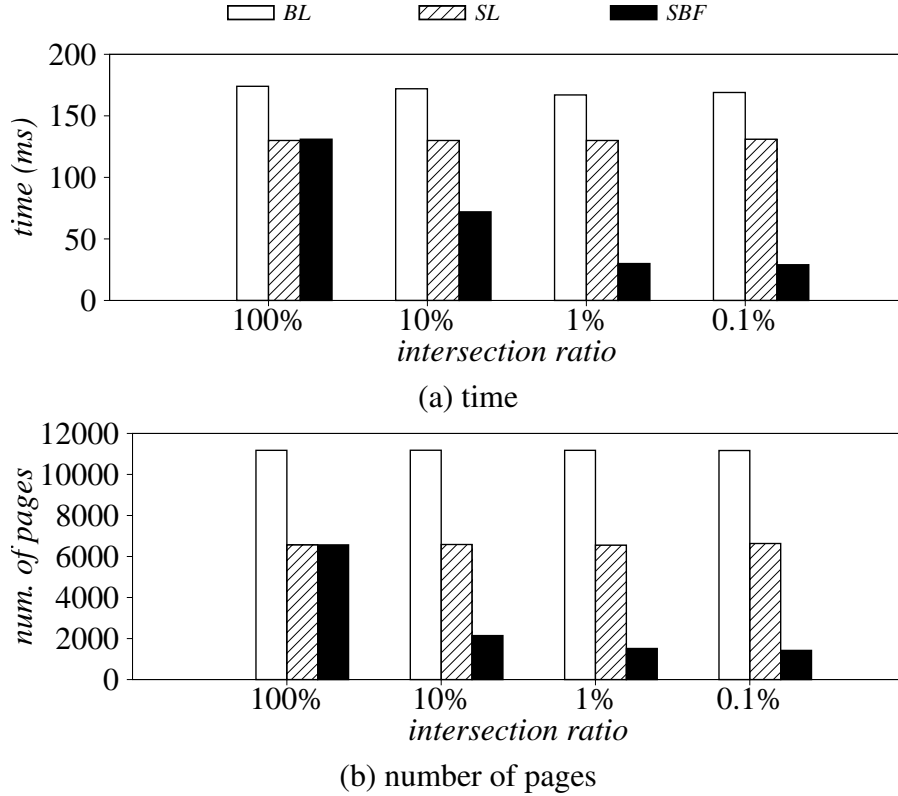 BL SL SBF
200
150
100
50
0
time (ms)
100% 10% 1% 0.1%
intersection ratio
(a) time
12000
10000
8000
6000
4000
2000
0
num. of pages
100% 10% 1% 0.1%
intersection ratio
(b) number of pages